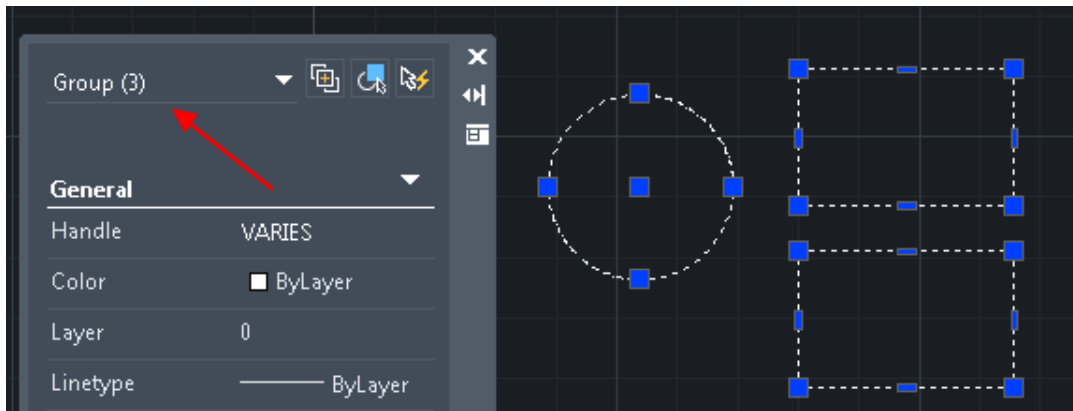 Group (3)
General
Handle VARIES
Color ByLayer
Layer 0
Linetype ByLayer